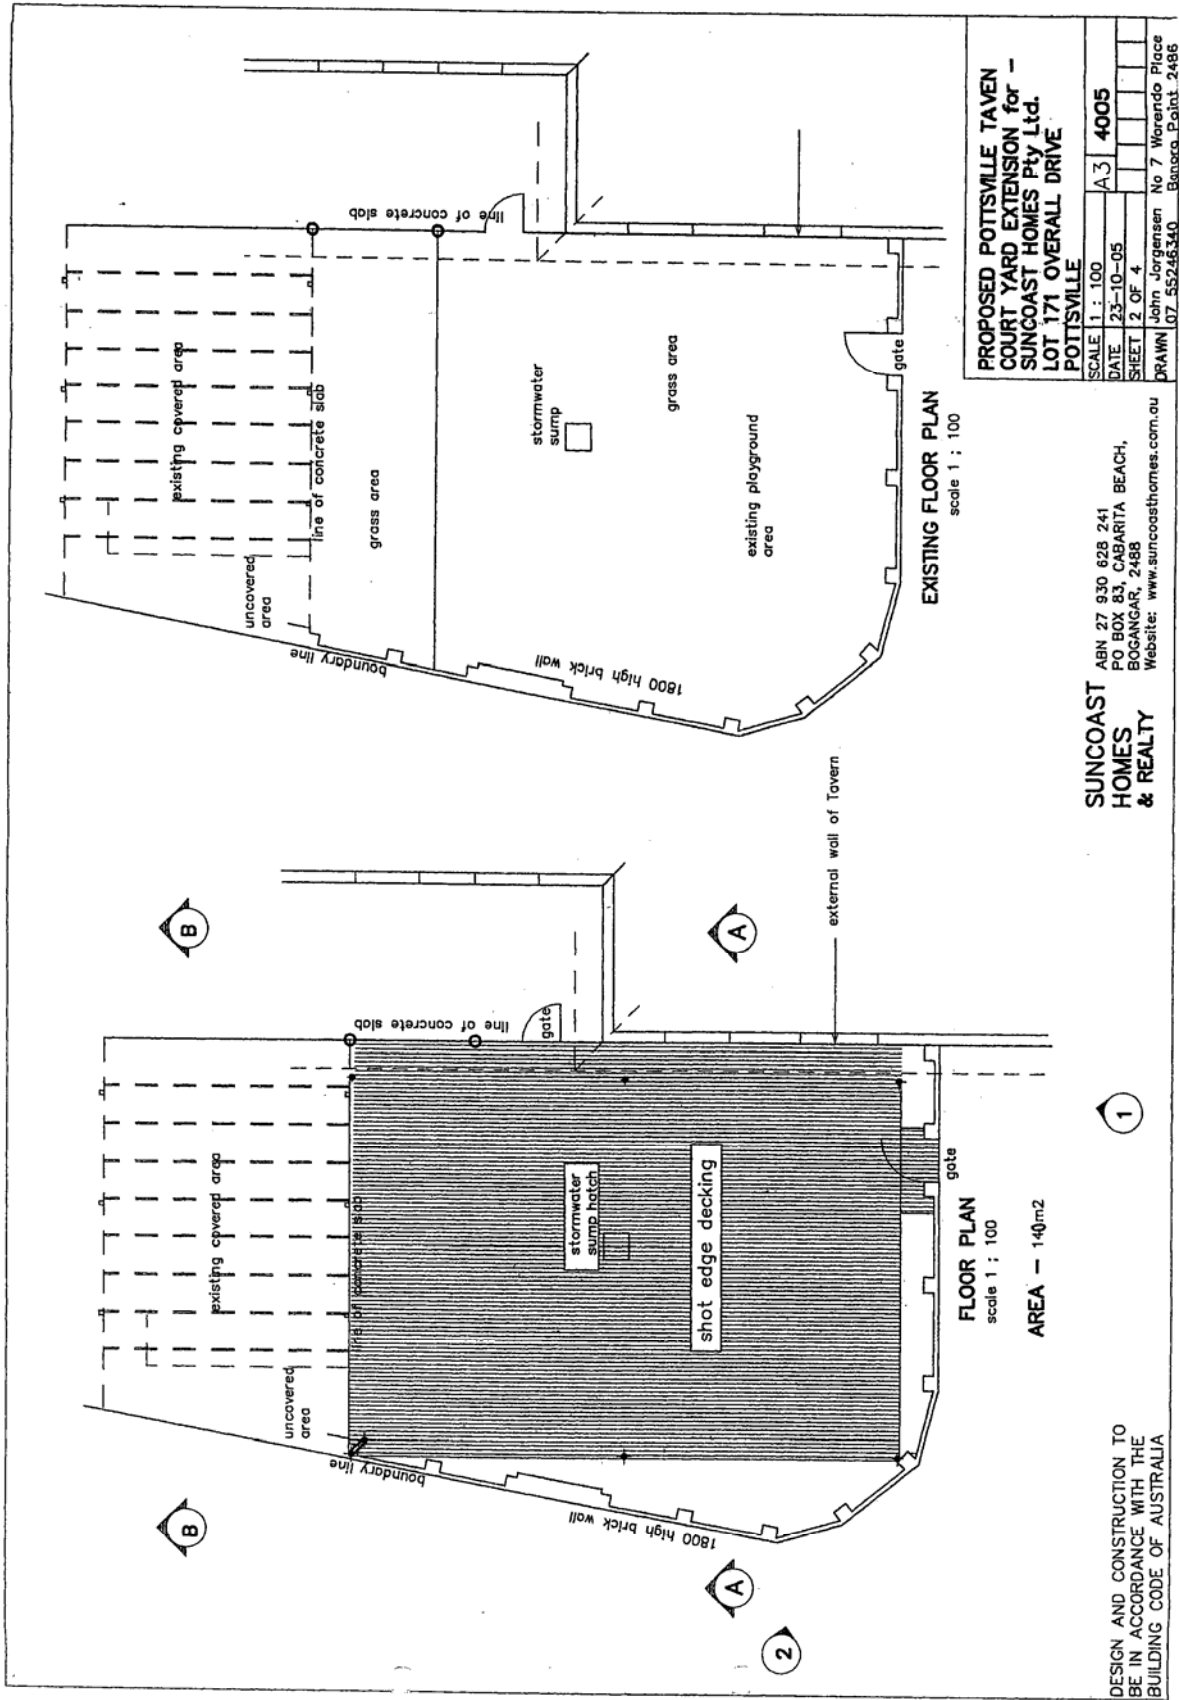 B
B
A
A
1
2
existing covered area
uncovered
area
line of concrete slab
line of concrete slab
boundary line
1800 high brick wall
gate
stormwater
sump hatch
shot edge decking
gate
external wall of Tavern
FLOOR PLAN
scale 1 : 100
AREA – 140m2
existing covered area
uncovered
area
line of concrete slab
line of concrete slab
grass area
boundary line
1800 high brick wall
stormwater
sump
grass area
existing playground
area
gate
EXISTING FLOOR PLAN
scale 1 ; 100
DESIGN AND CONSTRUCTION TO
BE IN ACCORDANCE WITH THE
BUILDING CODE OF AUSTRALIA
SUNCOAST
HOMES
& REALTY
ABN 27 930 628 241
PO BOX 83, CABARITA BEACH,
BOGANGAR, 2488
Website: www.suncoasthomes.com.au
PROPOSED POTTSVILLE TAVEN
COURT YARD EXTENSION for –
SUNCOAST HOMES Pty Ltd.
LOT 171 OVERALL DRIVE
POTTSVILLE
SCALE 1 : 100 A3 4005
DATE 23-10-05
SHEET 2 OF 4
DRAWN John Jorgensen No 7 Warendo Place
07 55246340 Banora Point 2486